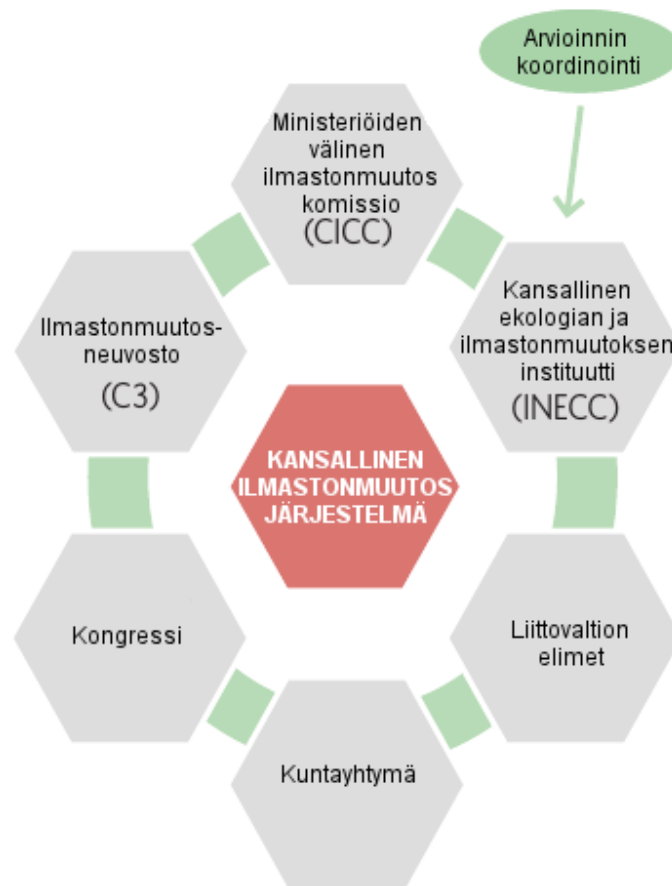 Arvioinnin
koordinointi
Ministeriöiden
välinen
ilmastonmuutos
komissio
(CICC)
Kansallinen
ekologian ja
ilmastonmuutoksen
instituutti
(INECC)
Ilmastonmuutos-
neuvosto
(C3)
KANSALLINEN
ILMASTONMUUTOS
JÄRJESTELMÄ
Kongressi
Liittovaltion
elimet
Kuntayhtymä